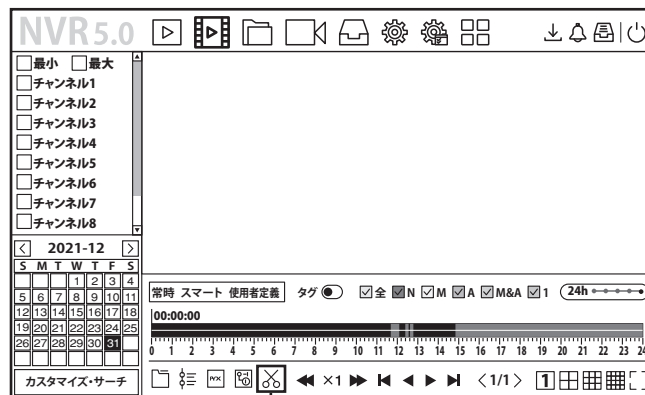 NVR 5.0
最小 最大
チャンネル1
チャンネル2
チャンネル3
チャンネル4
チャンネル5
チャンネル6
チャンネル7
チャンネル8
2021-12
S M T W T F S
1 2 3 4
5 6 7 8 9 10 11
12 13 14 15 16 17 18
19 20 21 22 23 24 25
26 27 28 29 30 31
カスタマイズ・サーチ
常時 スマート 使用者定義 タグ 全 N M A M&A 1 24h
00:00:00
0 1 2 3 4 5 6 7 8 9 10 11 12 13 14 15 16 17 18 19 20 21 22 23 24
×1 <1/1> 1